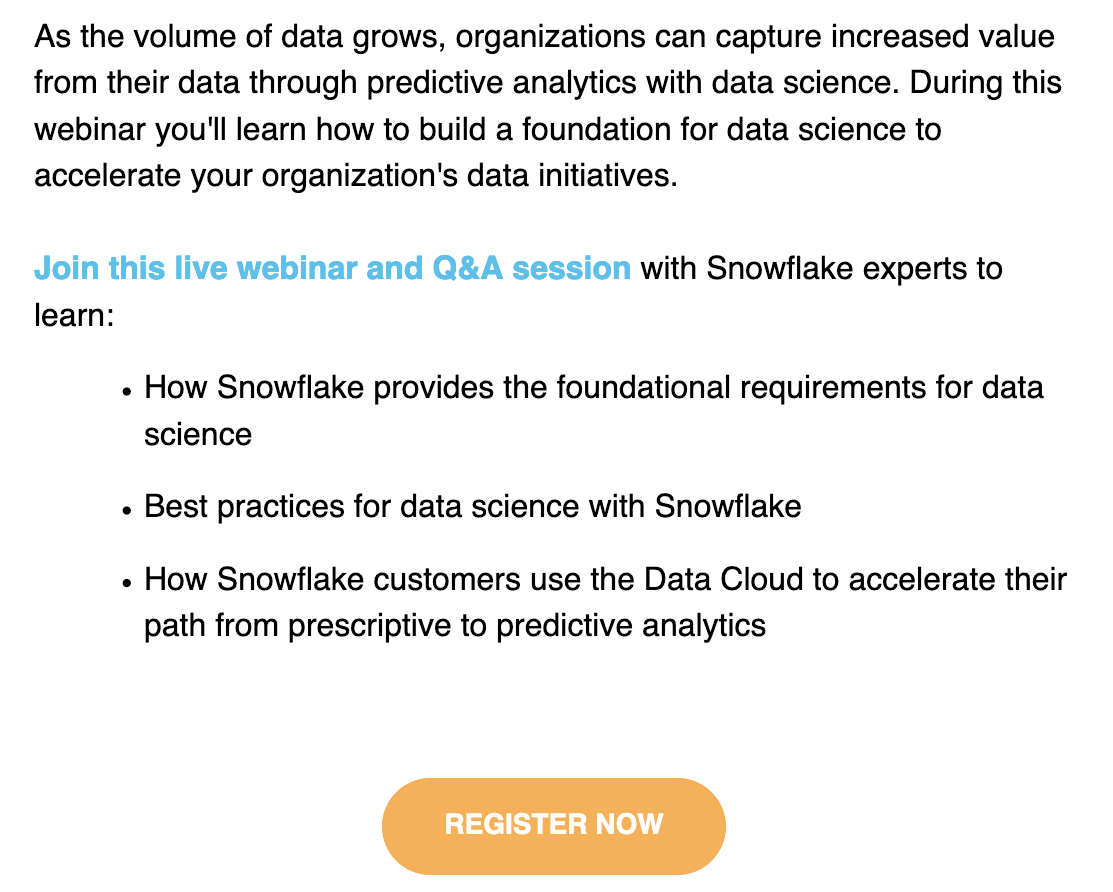 As the volume of data grows, organizations can capture increased value
from their data through predictive analytics with data science. During this
webinar you'll learn how to build a foundation for data science to
accelerate your organization's data initiatives.
Join this live webinar and Q&A session with Snowflake experts to
learn:
• How Snowflake provides the foundational requirements for data
science
• Best practices for data science with Snowflake
• How Snowflake customers use the Data Cloud to accelerate their
path from prescriptive to predictive analytics
REGISTER NOW